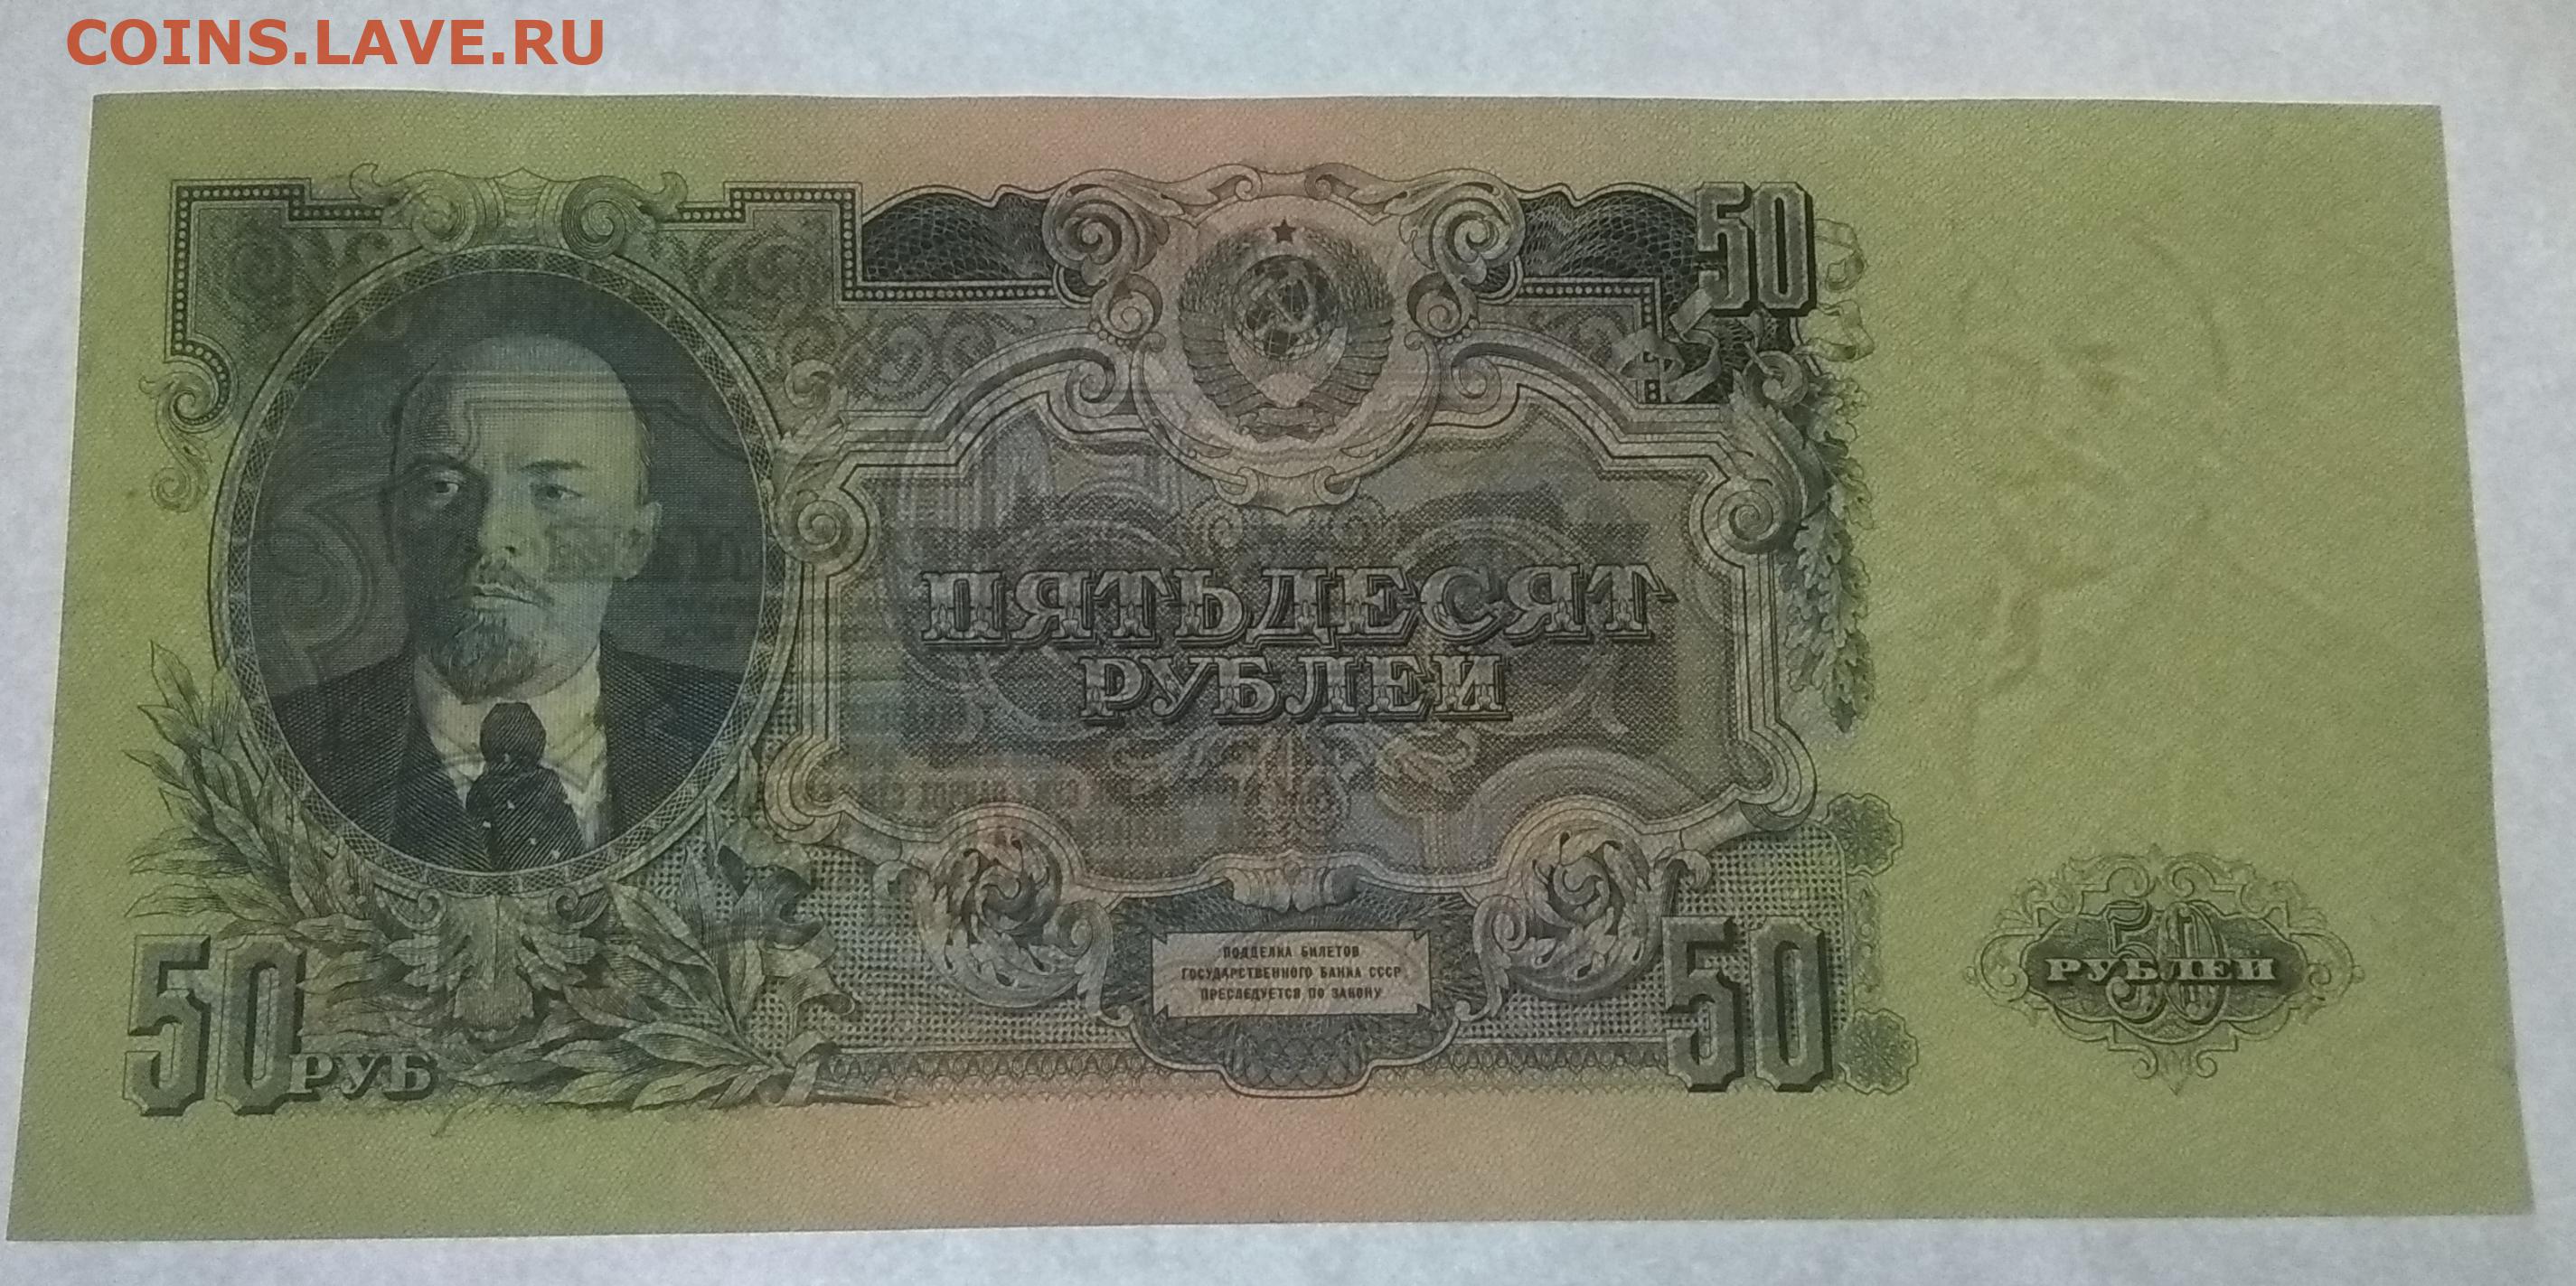 COINS.LAVE.RU
50
ПЯТЬДЕСЯТ
РУБЛЕЙ
ПОДДЕЛКА БИЛЕТОВ
ГОСУДАРСТВЕННОГО БАНКА СССР
ПРЕСЛЕДУЕТСЯ ПО ЗАКОНУ
50 РУБ
50
50
РУБЛЕЙ